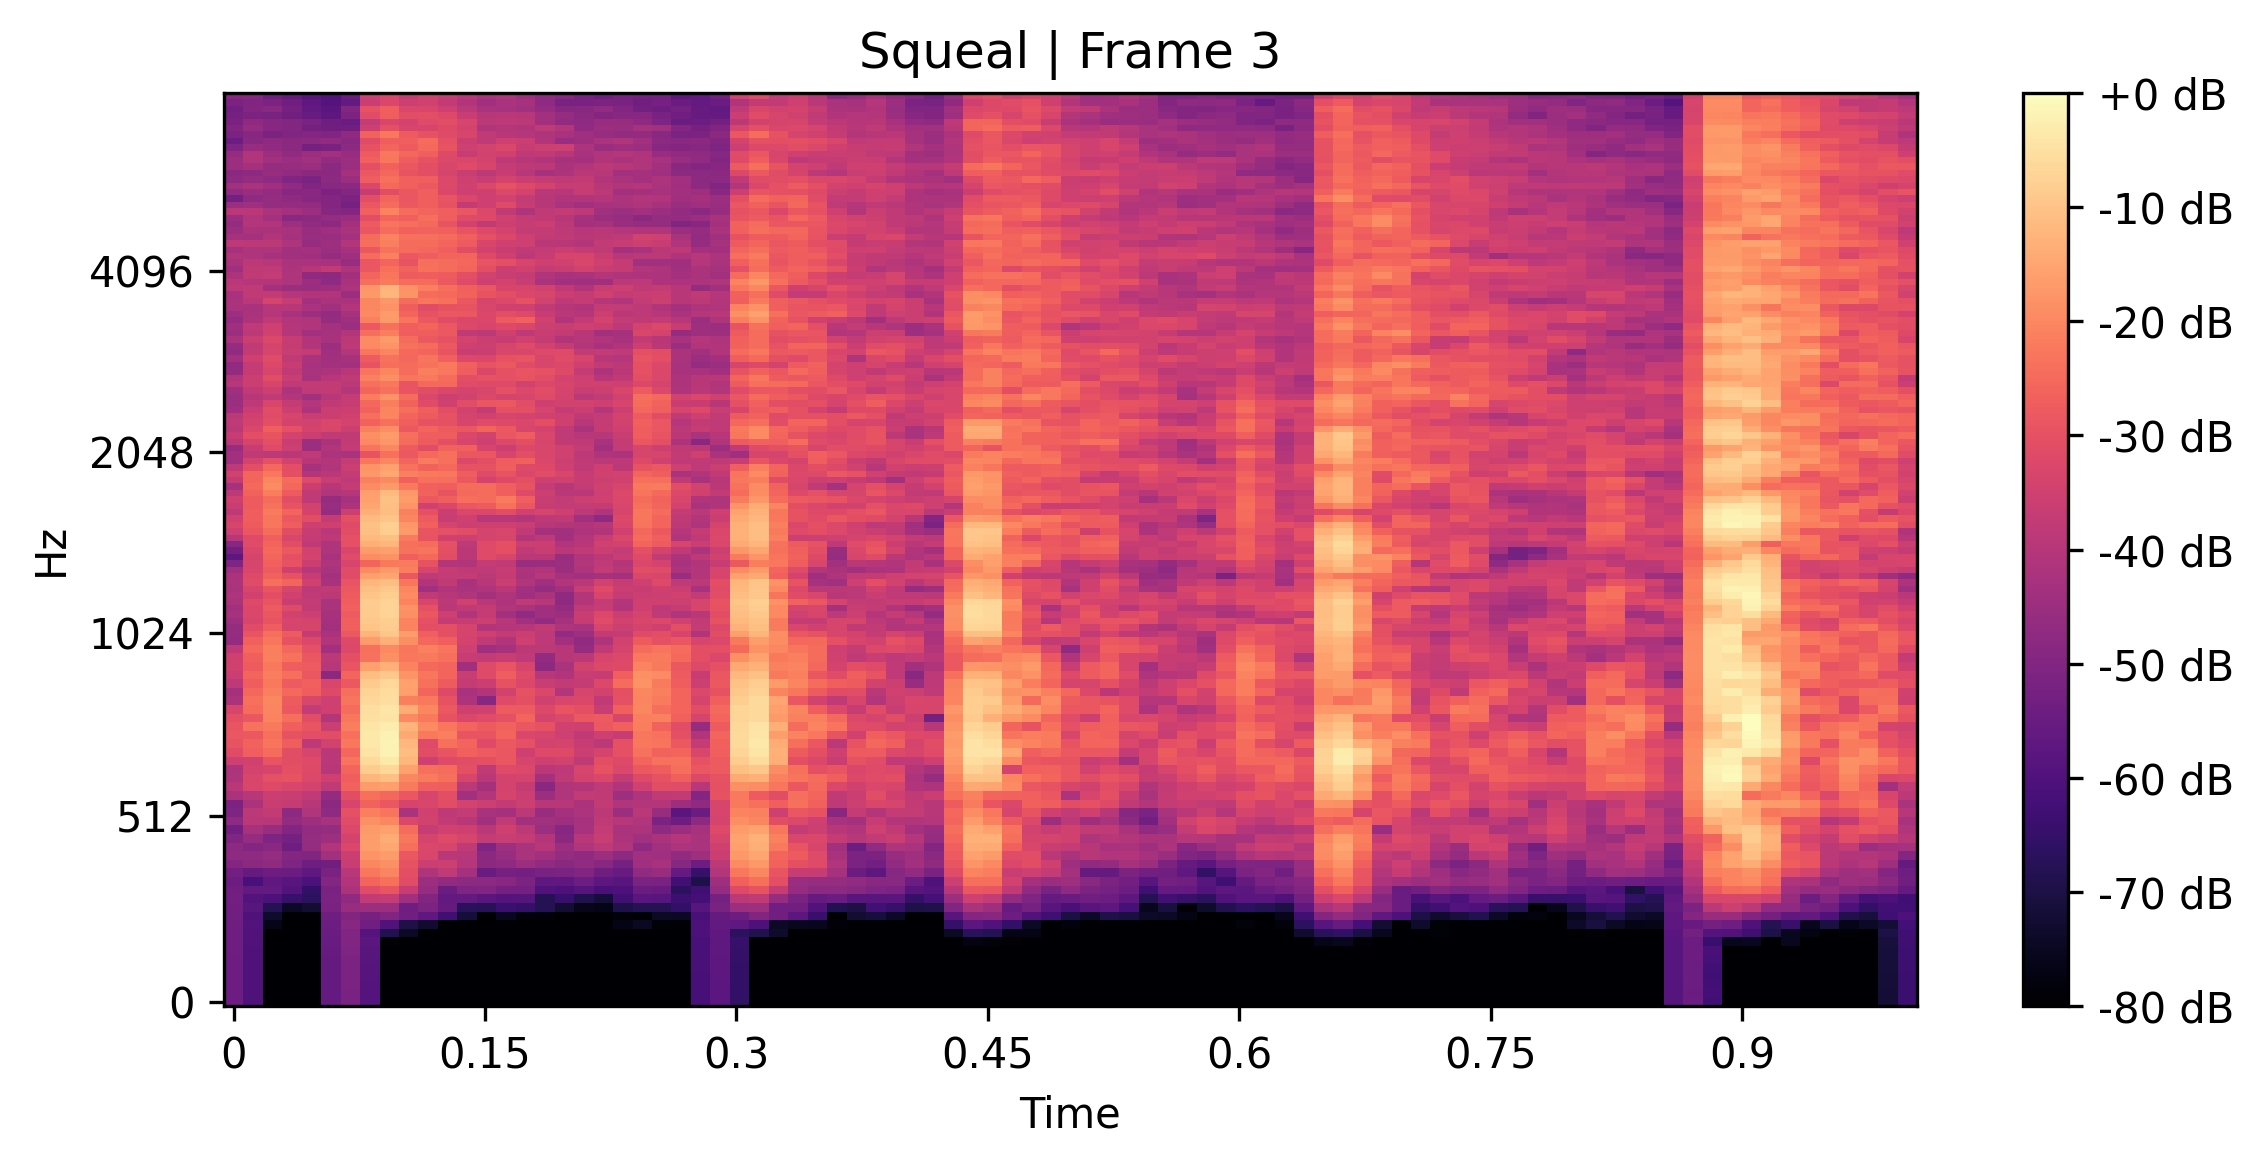 Squeal | Frame 3
+0 dB
-10 dB
-20 dB
-30 dB
-40 dB
-50 dB
-60 dB
-70 dB
-80 dB
Hz
4096
2048
1024
512
0
0 0.15 0.3 0.45 0.6 0.75 0.9
Time